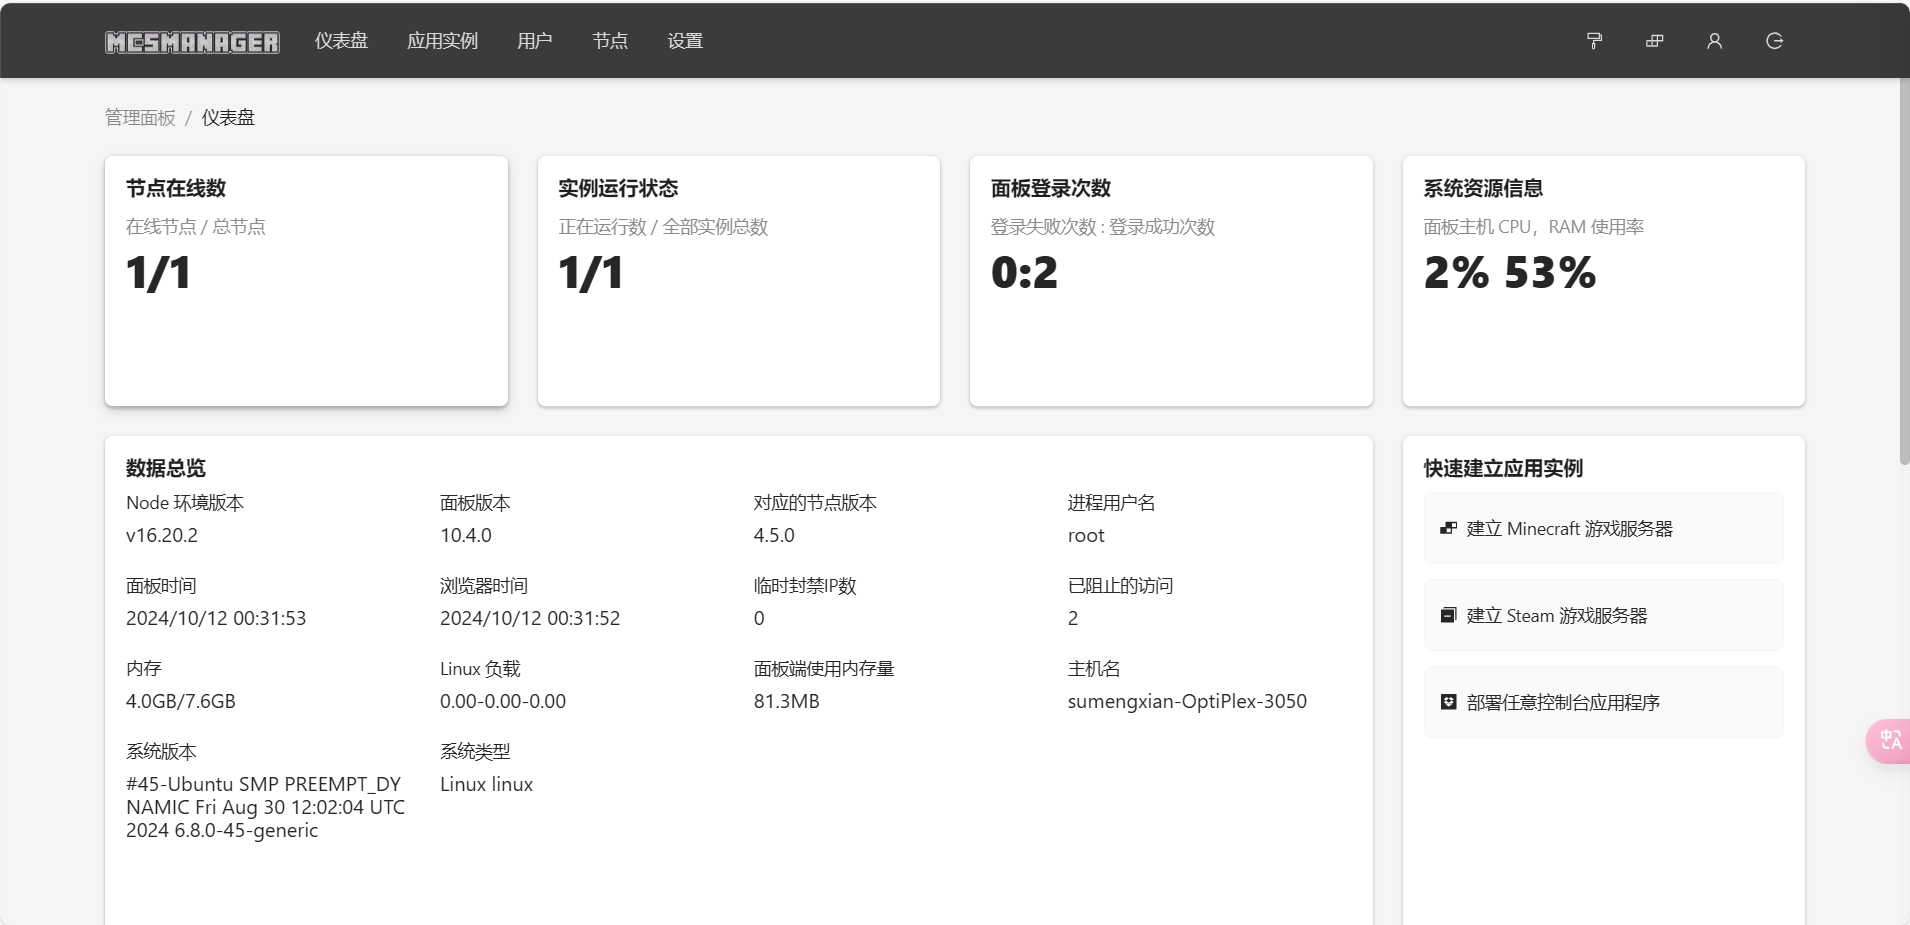 MCSMANAGER 仪表盘 应用实例 用户 节点 设置
管理面板 / 仪表盘
节点在线数
在线节点 / 总节点
1/1
实例运行状态
正在运行数 / 全部实例总数
1/1
面板登录次数
登录失败次数 : 登录成功次数
0:2
系统资源信息
面板主机 CPU，RAM 使用率
2% 53%
数据总览
Node 环境版本
v16.20.2
面板版本
10.4.0
对应的节点版本
4.5.0
进程用户名
root
面板时间
2024/10/12 00:31:53
浏览器时间
2024/10/12 00:31:52
临时封禁IP数
0
已阻止的访问
2
内存
4.0GB/7.6GB
Linux 负载
0.00-0.00-0.00
面板端使用内存量
81.3MB
主机名
sumengxian-OptiPlex-3050
系统版本
#45-Ubuntu SMP PREEMPT_DY
NAMIC Fri Aug 30 12:02:04 UTC
2024 6.8.0-45-generic
系统类型
Linux linux
快速建立应用实例
建立 Minecraft 游戏服务器
建立 Steam 游戏服务器
部署任意控制台应用程序
中A